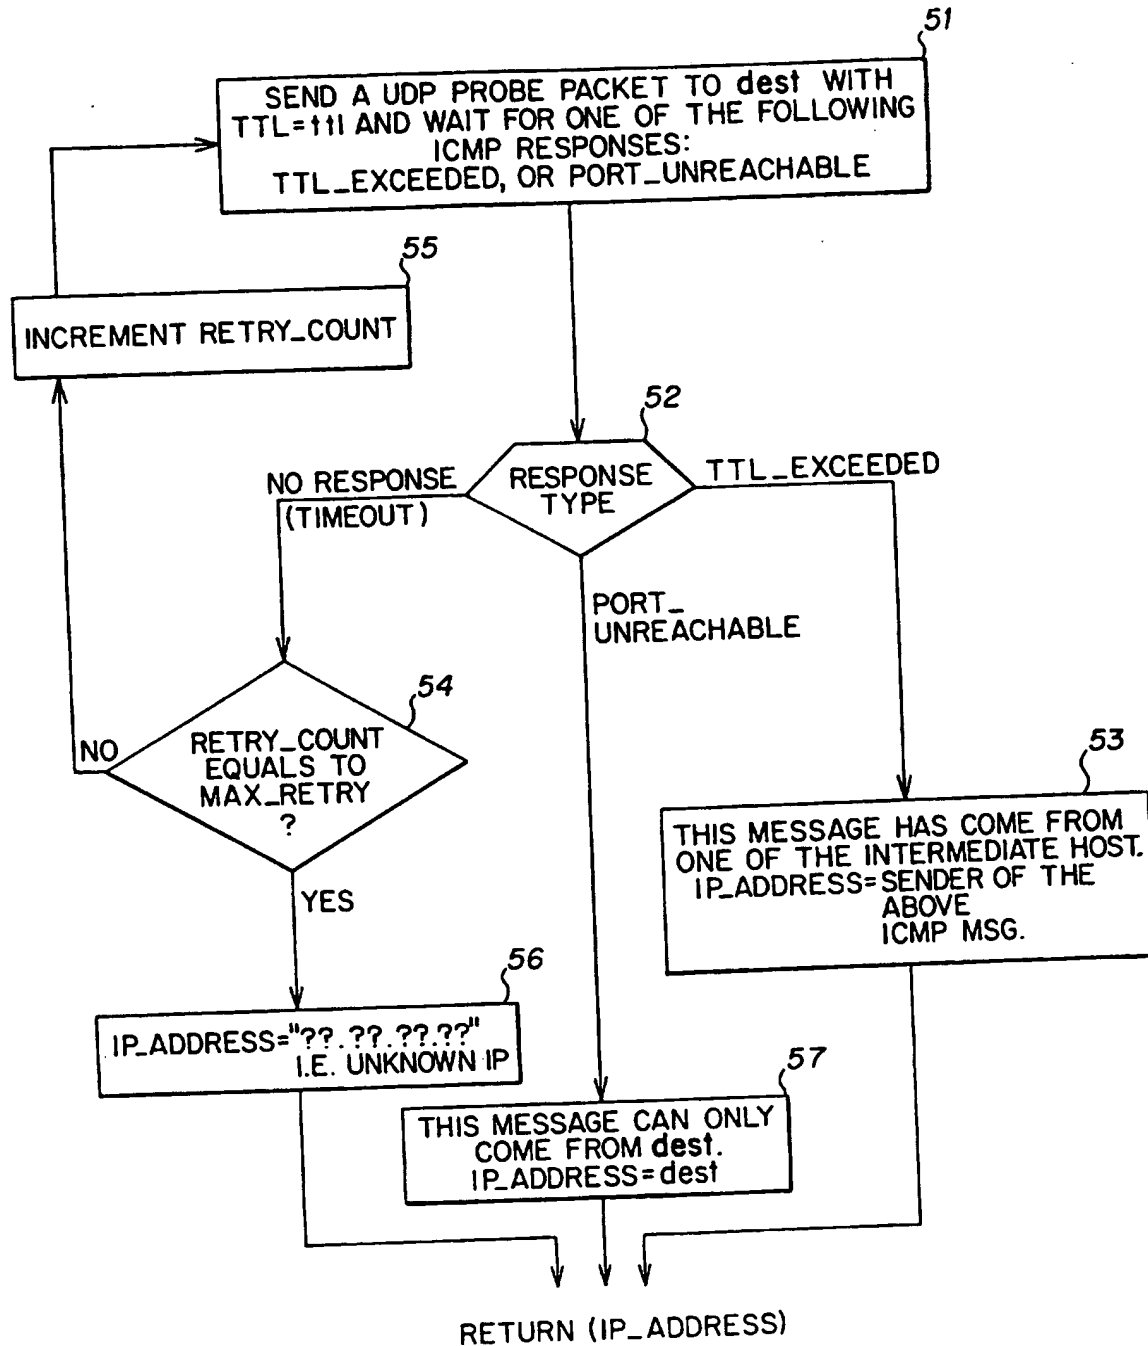 51
SEND A UDP PROBE PACKET TO dest WITH
TTL=ttl AND WAIT FOR ONE OF THE FOLLOWING
ICMP RESPONSES:
TTL_EXCEEDED, OR PORT_UNREACHABLE
55
INCREMENT RETRY_COUNT
52
RESPONSE
TYPE
NO RESPONSE
(TIMEOUT)
TTL_EXCEEDED
PORT_
UNREACHABLE
54
RETRY_COUNT
EQUALS TO
MAX_RETRY
?
NO
YES
53
THIS MESSAGE HAS COME FROM
ONE OF THE INTERMEDIATE HOST.
IP_ADDRESS=SENDER OF THE
ABOVE
ICMP MSG.
56
IP_ADDRESS="??.??.??.??"
I.E. UNKNOWN IP
57
THIS MESSAGE CAN ONLY
COME FROM dest.
IP_ADDRESS=dest
RETURN (IP_ADDRESS)